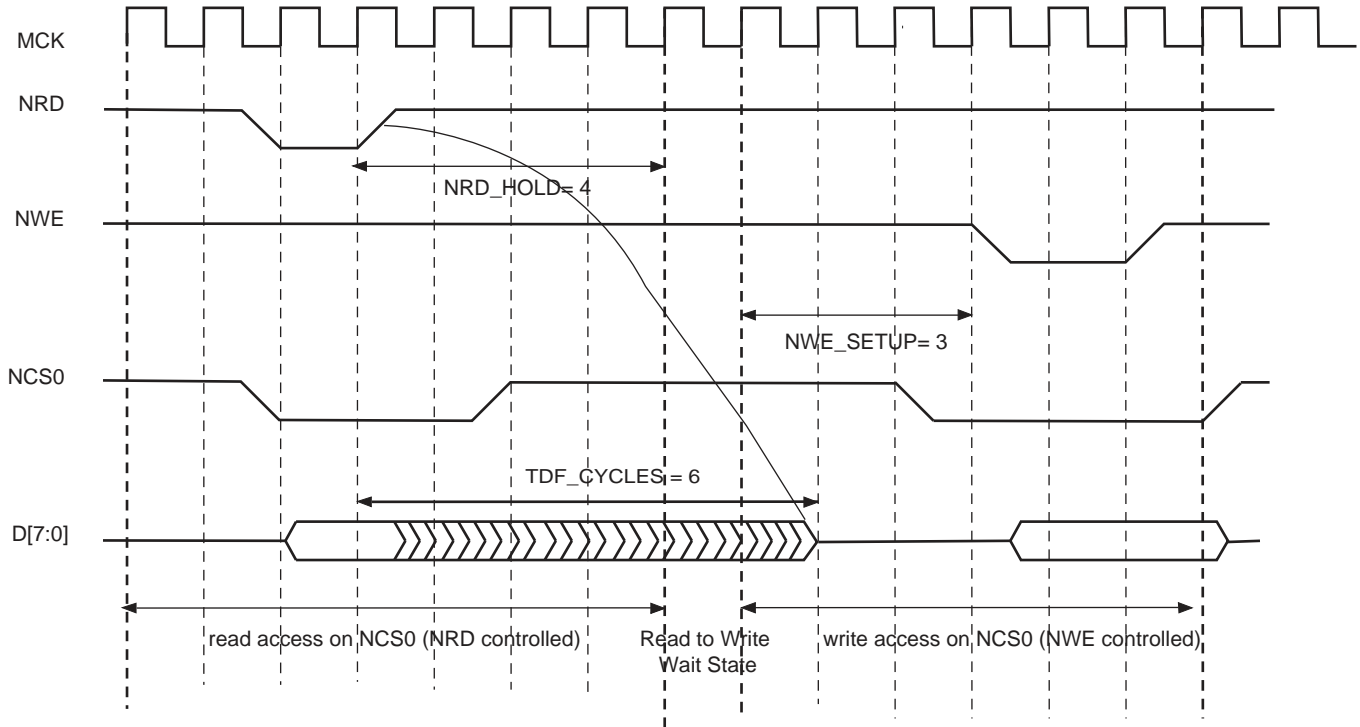 MCK
NRD
NRD_HOLD= 4
NWE
NWE_SETUP= 3
NCS0
TDF_CYCLES = 6
D[7:0]
read access on NCS0 (NRD controlled)
Read to Write
Wait State
write access on NCS0 (NWE controlled)